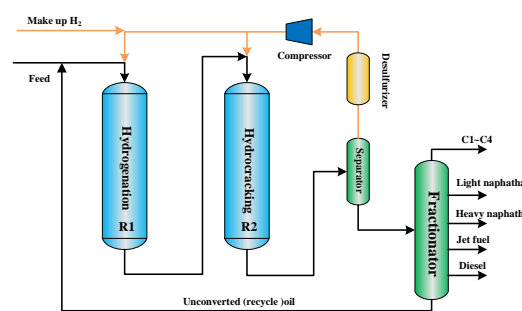 Make up H₂
Compressor
Feed
Desulfurizer
Hydrogenation
R1
Hydrocracking
R2
Separator
C1~C4
Light naphtha
Heavy naphth
Jet fuel
Diesel
Fractionator
Unconverted (recycle )oil